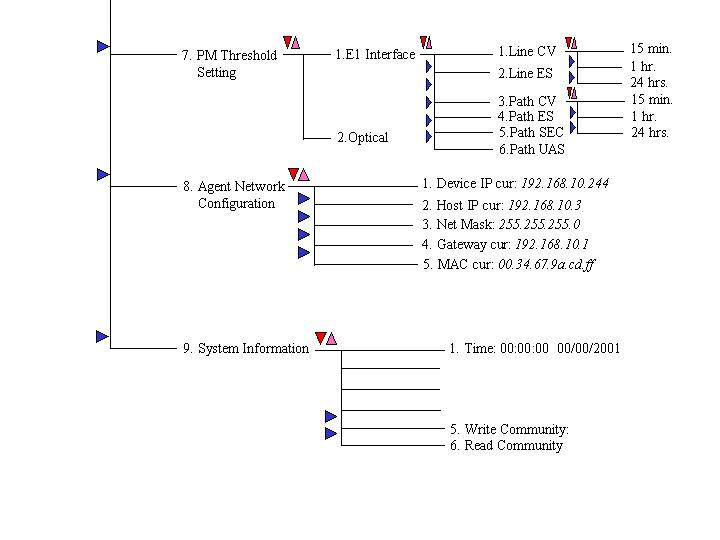 7. PM Threshold
Setting
1.E1 Interface
2.Optical
1.Line CV
2.Line ES
3.Path CV
4.Path ES
5.Path SEC
6.Path UAS
15 min.
1 hr.
24 hrs.
15 min.
1 hr.
24 hrs.
8. Agent Network
Configuration
1. Device IP cur: 192.168.10.244
2. Host IP cur: 192.168.10.3
3. Net Mask: 255.255.255.0
4. Gateway cur: 192.168.10.1
5. MAC cur: 00.34.67.9a.cd.ff
9. System Information
1. Time: 00:00:00 00/00/2001
5. Write Community:
6. Read Community